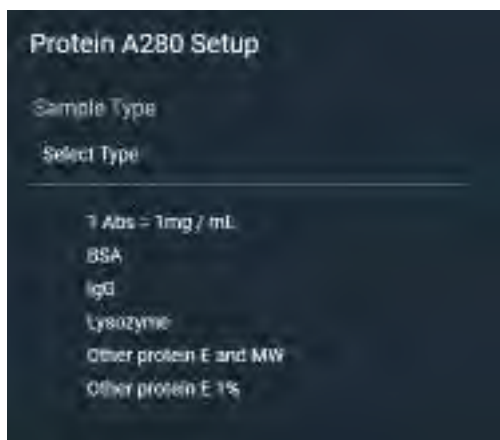 Protein A280 Setup
Sample Type
Select Type
1 Abs = 1mg / mL
BSA
IgG
Lysozyme
Other protein E and MW
Other protein E 1%